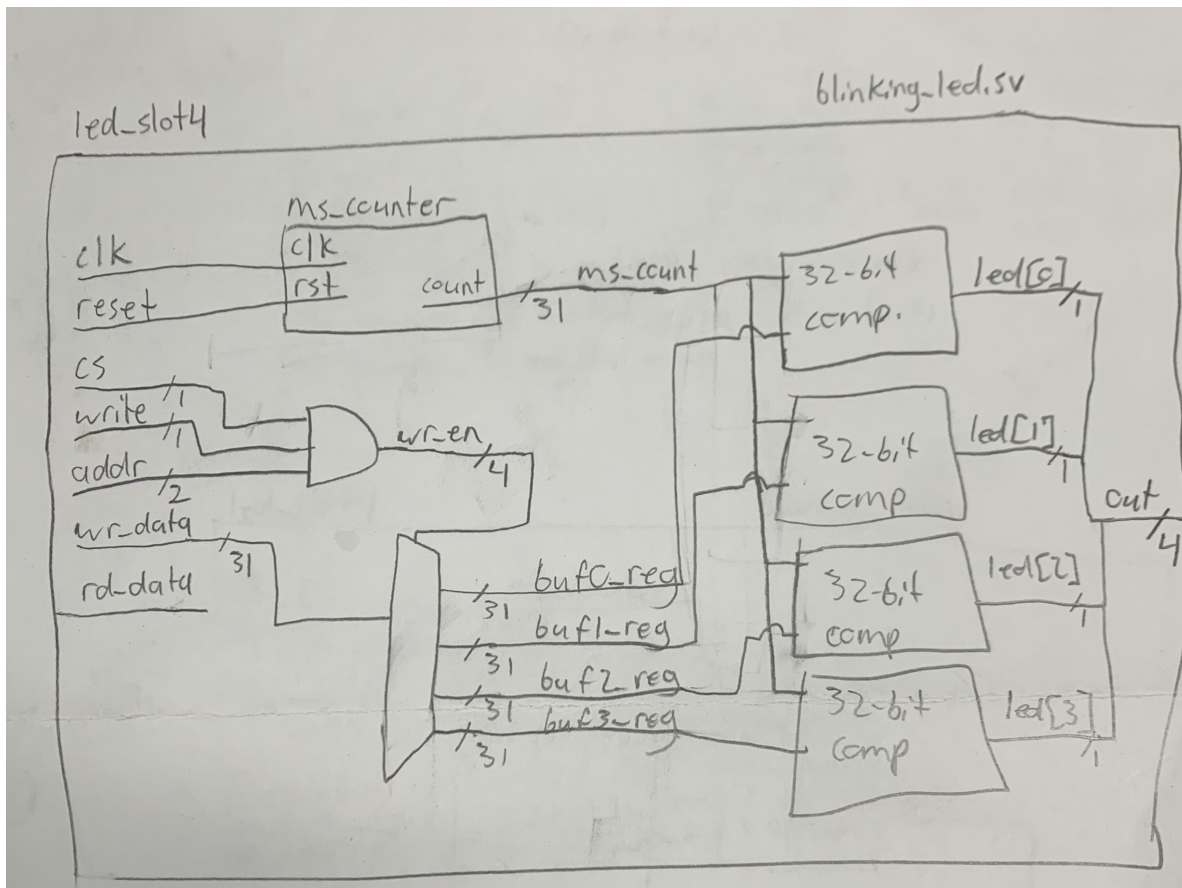 blinking_led.sv
led_slot4
ms_counter
clk
reset
clk
rst
count
31
ms_count
32-bit
comp.
led[0]
1
cs
1
write
1
addr
2
wr_en
4
wr_data
31
rd_data
31
buf0_reg
31
buf1_reg
31
buf2_reg
31
buf3_reg
32-bit
comp
led[1]
1
32-bit
comp
led[2]
1
32-bit
comp
led[3]
1
out
4